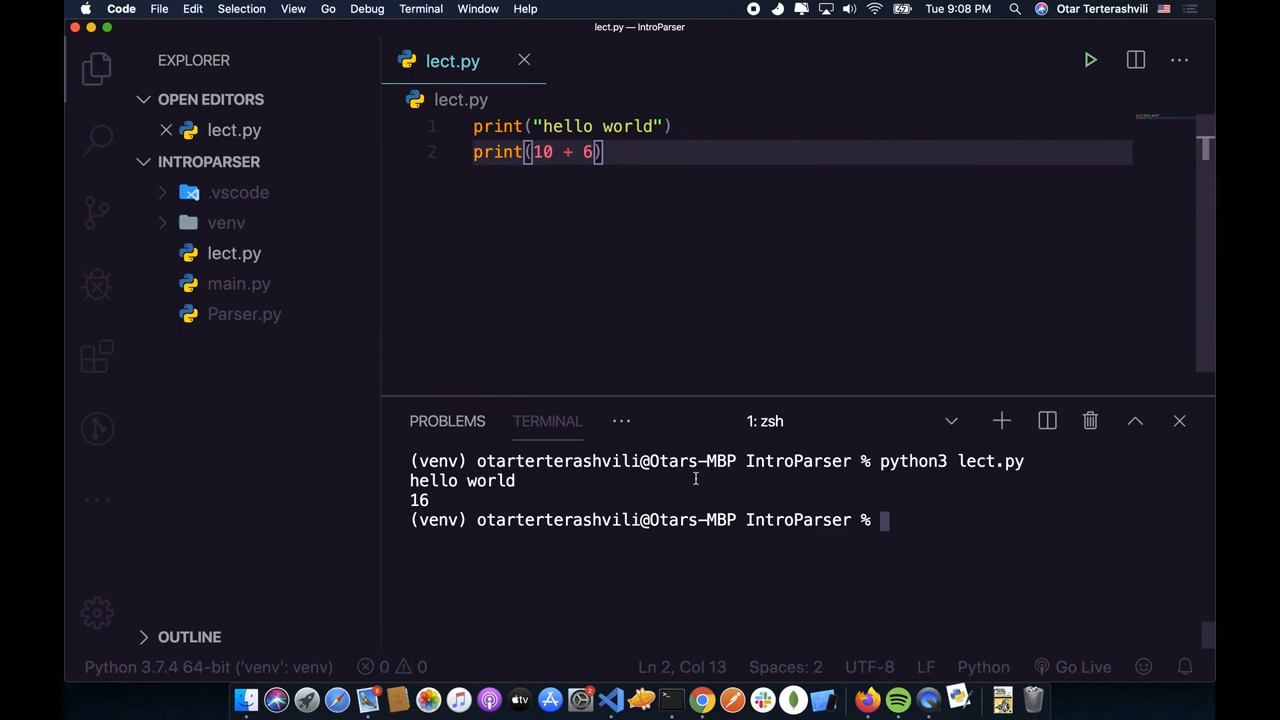 Code File Edit Selection View Go Debug Terminal Window Help Tue 9:08 PM Otar Terterashvili
lect.py — IntroParser
EXPLORER
OPEN EDITORS
lect.py
INTROPARSER
.vscode
venv
lect.py
main.py
Parser.py
OUTLINE
lect.py
lect.py
1 print("hello world")
2 print(10 + 6)
PROBLEMS TERMINAL ... 1: zsh
(venv) otarterterashvili@Otars-MBP IntroParser % python3 lect.py
hello world
16
(venv) otarterterashvili@Otars-MBP IntroParser %
Python 3.7.4 64-bit ('venv': venv) 0 0 Ln 2, Col 13 Spaces: 2 UTF-8 LF Python Go Live
tv